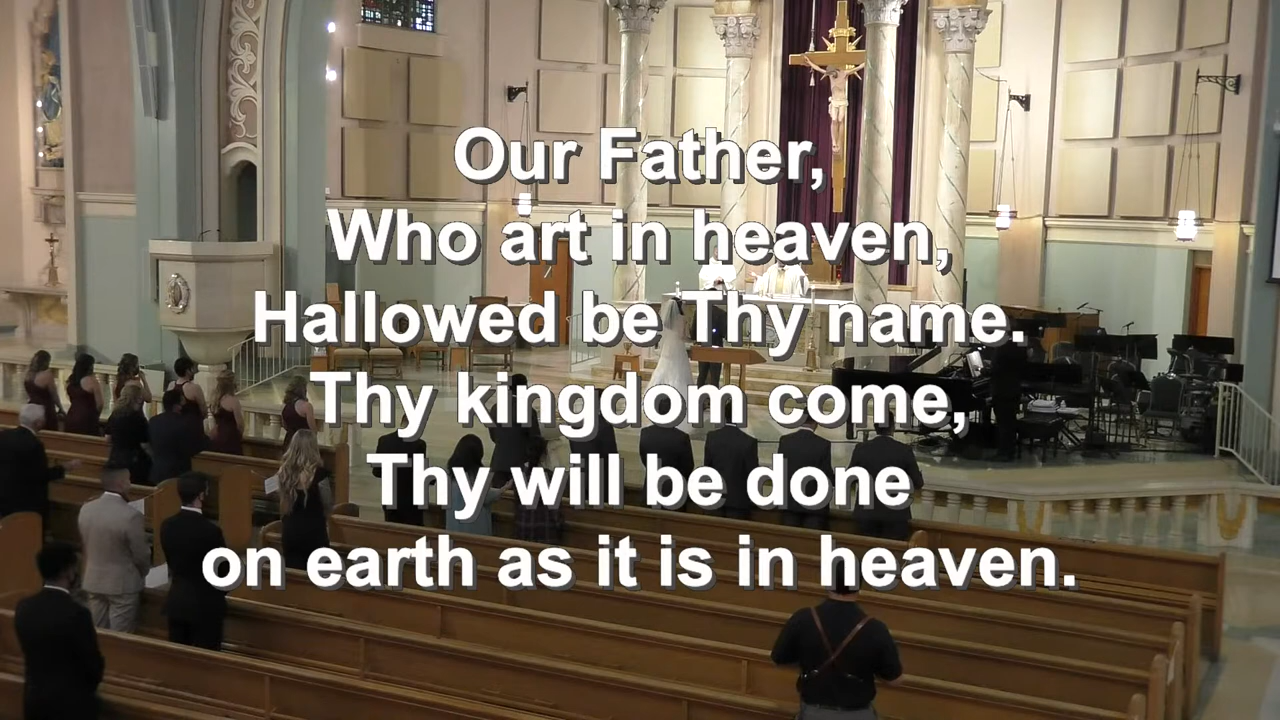 Our Father,
Who art in heaven,
Hallowed be Thy name.
Thy kingdom come,
Thy will be done
on earth as it is in heaven.